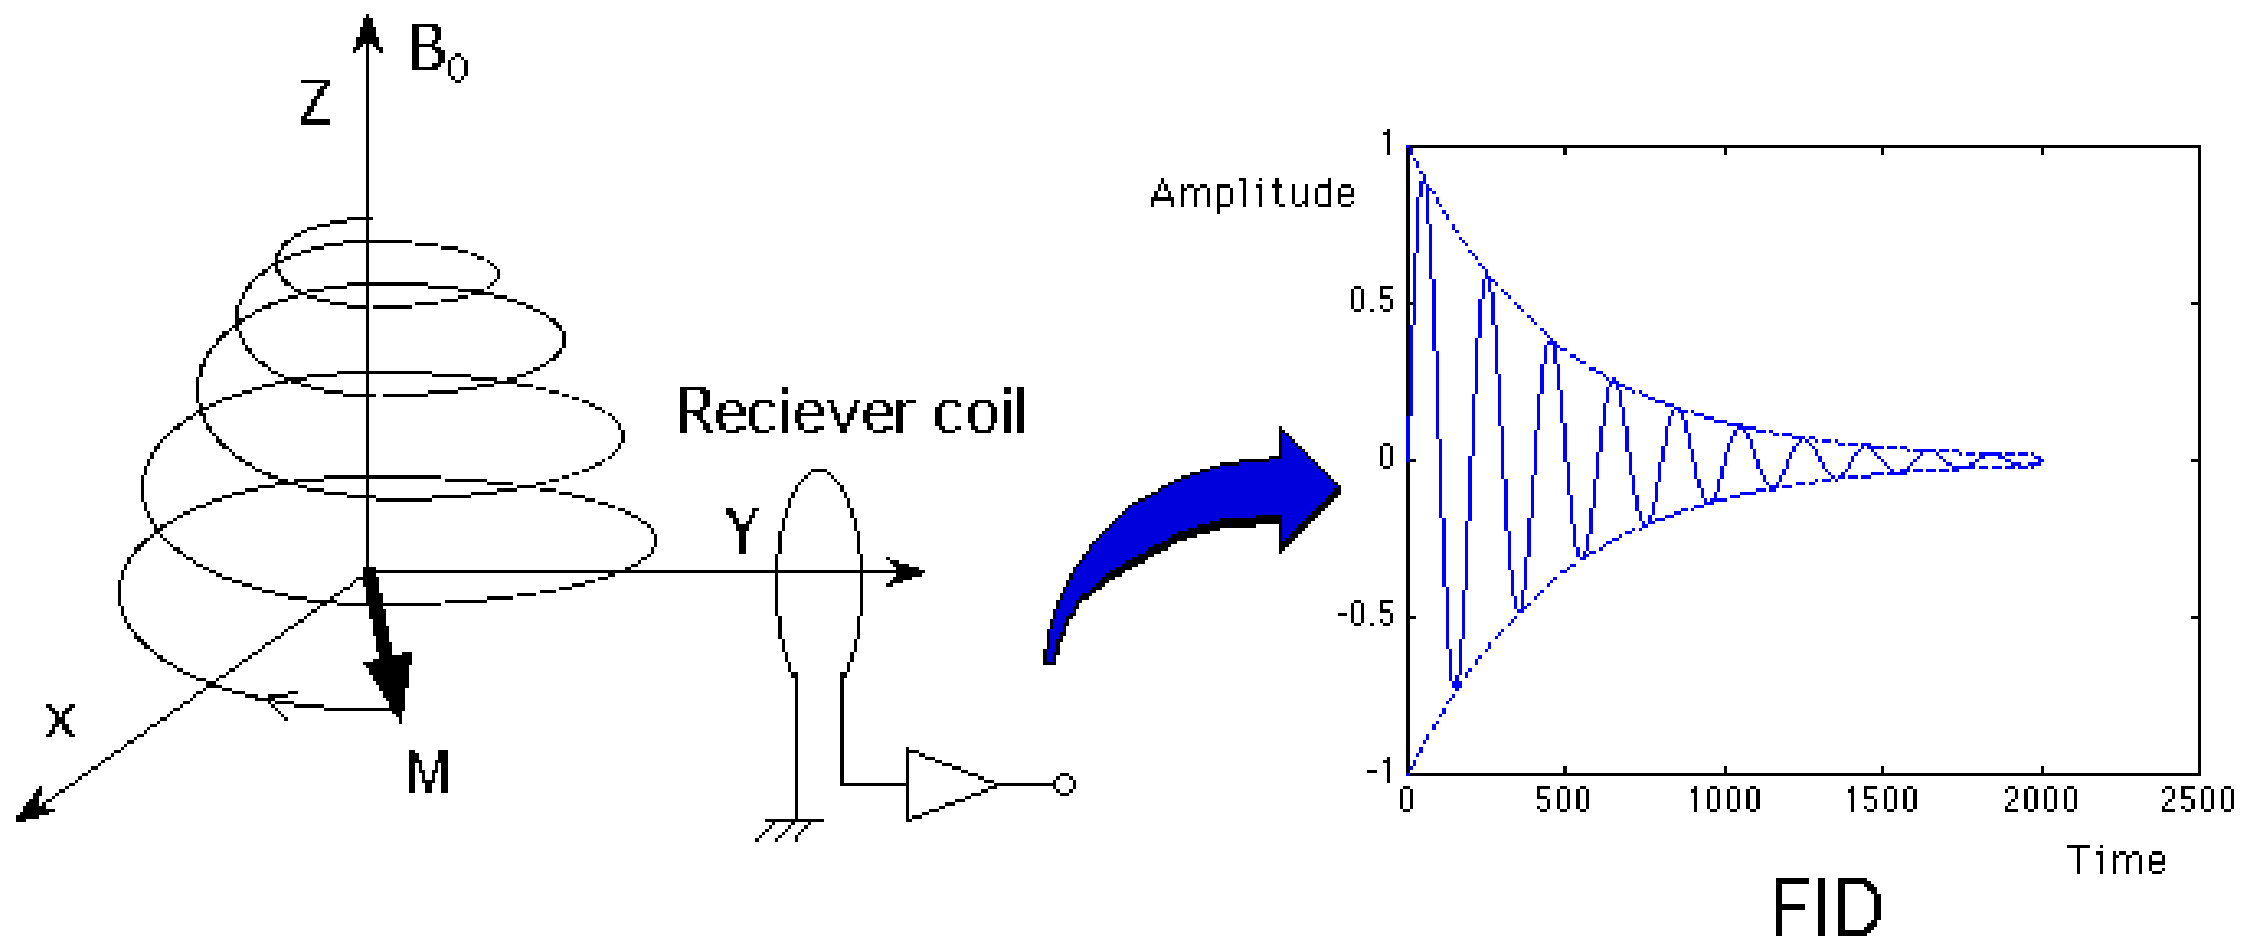 B₀
Z
Reciever coil
Y
x
M
Amplitude
1
0.5
0
-0.5
-1
0 500 1000 1500 2000 2500
Time
FID